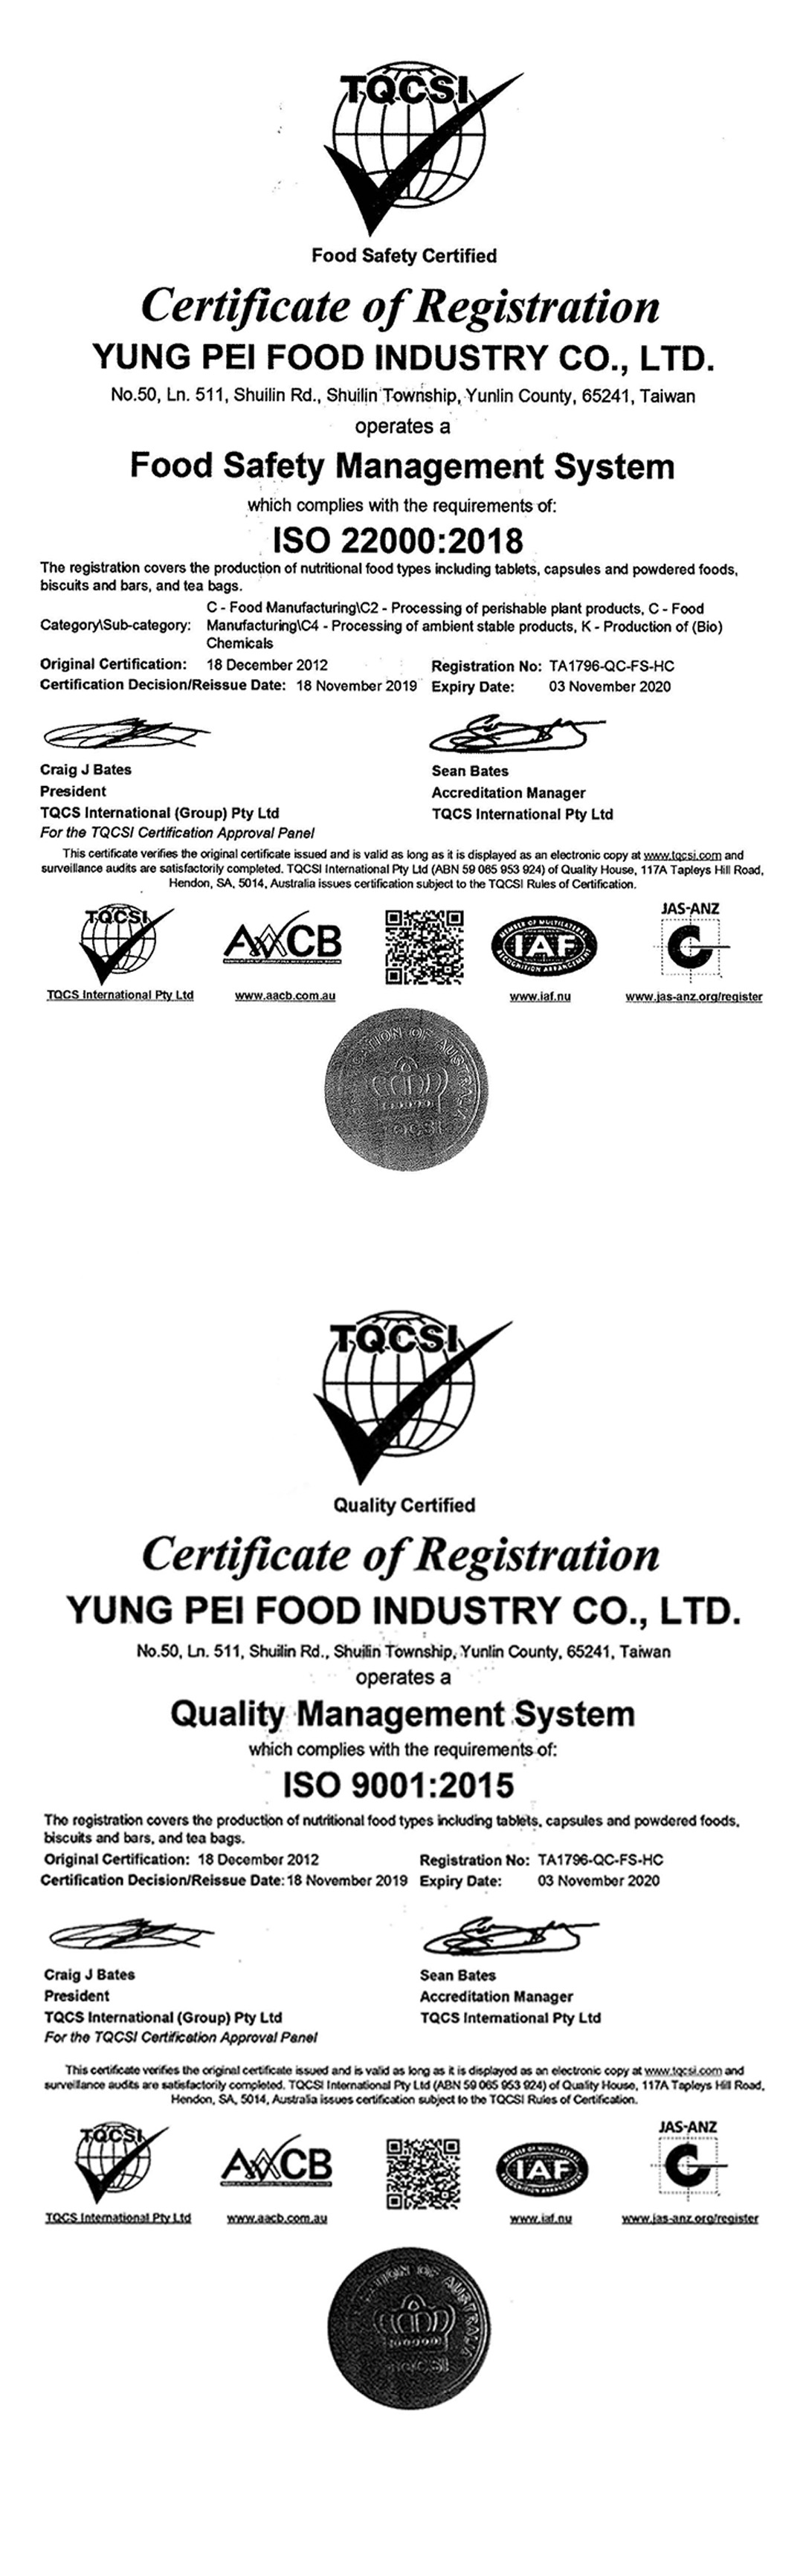 TQCSI
Food Safety Certified
Certificate of Registration
YUNG PEI FOOD INDUSTRY CO., LTD.
No.50, Ln. 511, Shuilin Rd., Shuilin Township, Yunlin County, 65241, Taiwan
operates a
Food Safety Management System
which complies with the requirements of:
ISO 22000:2018
The registration covers the production of nutritional food types including tablets, capsules and powdered foods,
biscuits and bars, and tea bags.
C - Food Manufacturing\C2 - Processing of perishable plant products, C - Food
Category\Sub-category: Manufacturing\C4 - Processing of ambient stable products, K - Production of (Bio)
Chemicals
Original Certification: 18 December 2012 Registration No: TA1796-QC-FS-HC
Certification Decision/Reissue Date: 18 November 2019 Expiry Date: 03 November 2020
Craig J Bates Sean Bates
President Accreditation Manager
TQCS International (Group) Pty Ltd TQCS International Pty Ltd
For the TQCSI Certification Approval Panel
This certificate verifies the original certificate issued and is valid as long as it is displayed as an electronic copy at www.tqcsi.com and
surveillance audits are satisfactorily completed. TQCSI International Pty Ltd (ABN 59 065 953 924) of Quality House, 117A Tapleys Hill Road,
Hendon, SA, 5014, Australia issues certification subject to the TQCSI Rules of Certification.
TQCSI AACB MEMBER OF MULTILATERAL IAF RECOGNITION ARRANGEMENT JAS-ANZ
TQCS International Pty Ltd www.aacb.com.au www.iaf.nu www.jas-anz.org/register
OF AUSTRALIA
TQCSI
TQCSI
Quality Certified
Certificate of Registration
YUNG PEI FOOD INDUSTRY CO., LTD.
No.50, Ln. 511, Shuilin Rd., Shuilin Township, Yunlin County, 65241, Taiwan
operates a
Quality Management System
which complies with the requirements of:
ISO 9001:2015
The registration covers the production of nutritional food types including tablets, capsules and powdered foods,
biscuits and bars, and tea bags.
Original Certification: 18 December 2012 Registration No: TA1796-QC-FS-HC
Certification Decision/Reissue Date: 18 November 2019 Expiry Date: 03 November 2020
Craig J Bates Sean Bates
President Accreditation Manager
TQCS International (Group) Pty Ltd TQCS International Pty Ltd
For the TQCSI Certification Approval Panel
This certificate verifies the original certificate issued and is valid as long as it is displayed as an electronic copy at www.tqcsi.com and
surveillance audits are satisfactorily completed. TQCSI International Pty Ltd (ABN 59 065 953 924) of Quality House, 117A Tapleys Hill Road,
Hendon, SA, 5014, Australia issues certification subject to the TQCSI Rules of Certification.
TQCSI AACB MEMBER OF MULTILATERAL IAF RECOGNITION ARRANGEMENT JAS-ANZ
TQCS International Pty Ltd www.aacb.com.au www.iaf.nu www.jas-anz.org/register
OF AUSTRALIA
TQCSI